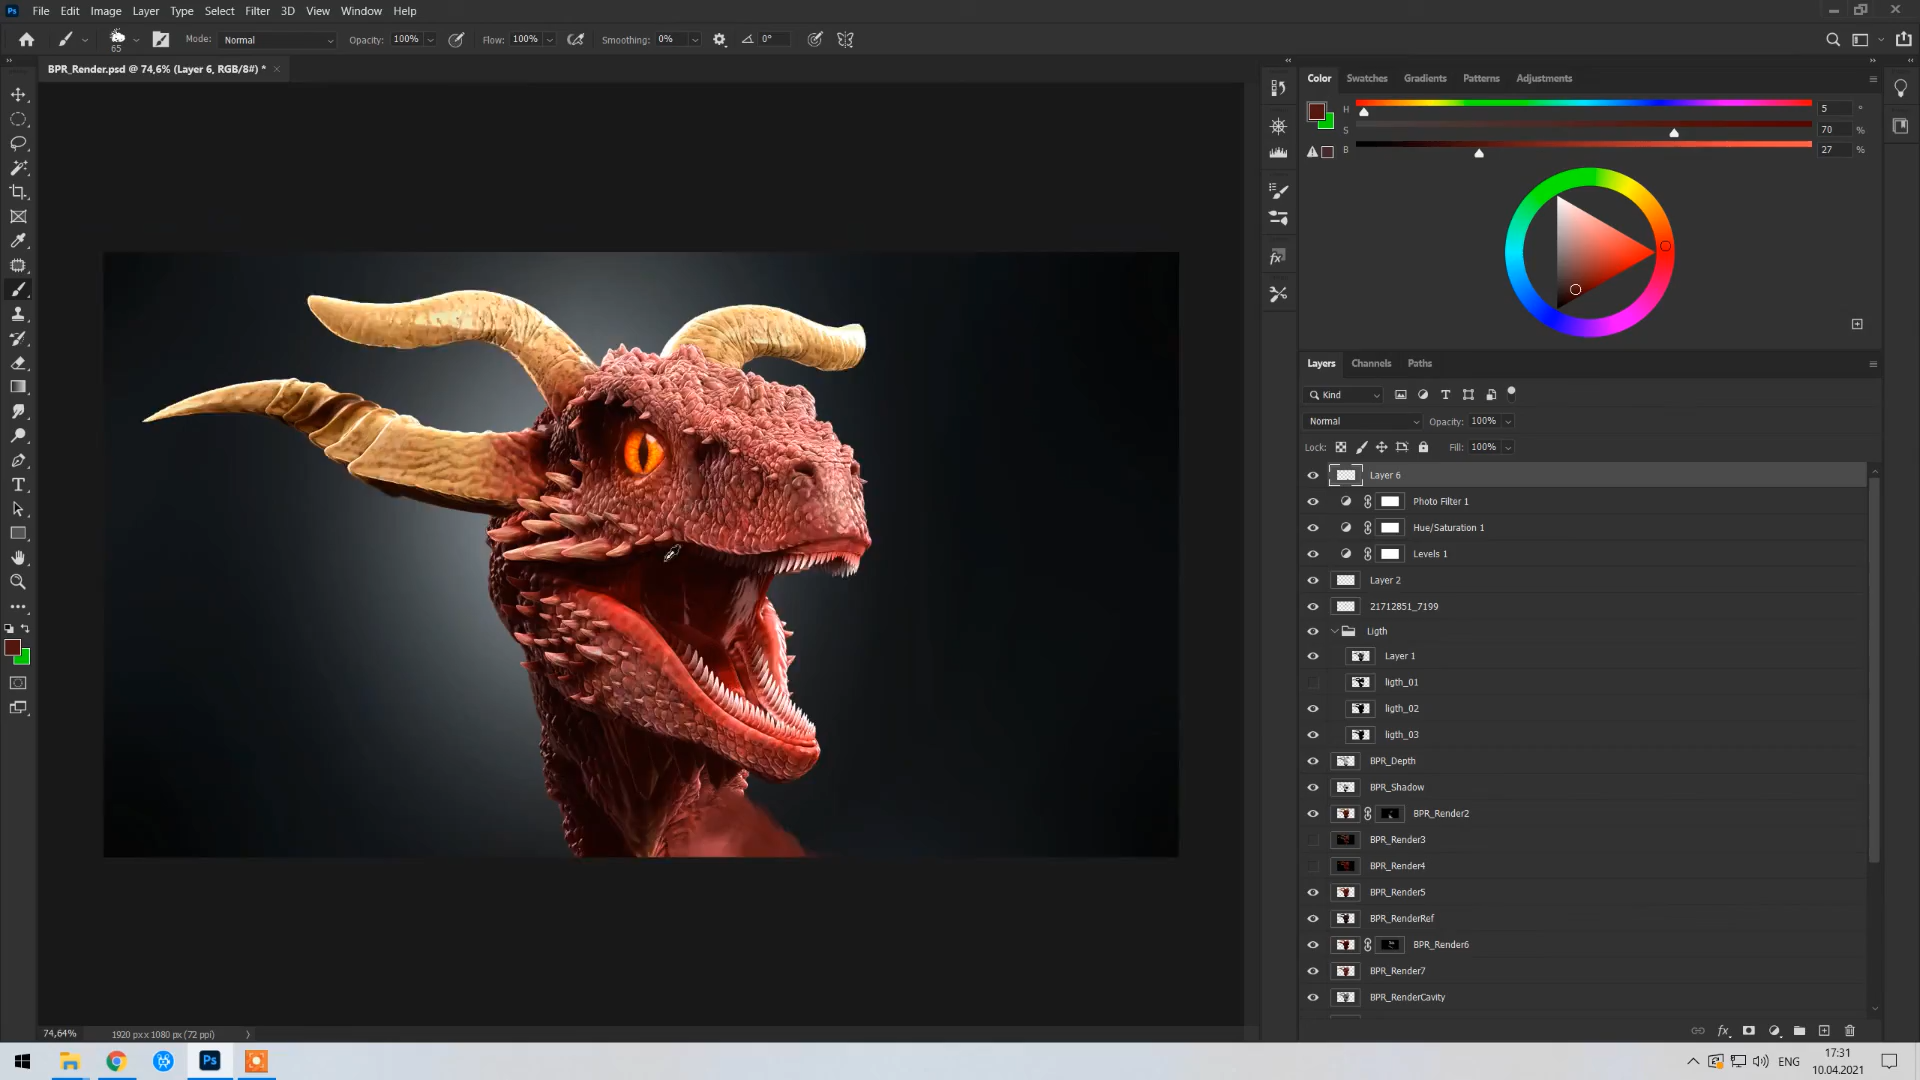 Ps File Edit Image Layer Type Select Filter 3D View Window Help
65 Mode: Normal Opacity: 100% Flow: 100% Smoothing: 0% 0°
BPR_Render.psd @ 74,6% (Layer 6, RGB/8#) * ×
Color Swatches Gradients Patterns Adjustments
H 5 °
S 70 %
B 27 %
Layers Channels Paths
Kind
Normal Opacity: 100%
Lock: Fill: 100%
Layer 6
Photo Filter 1
Hue/Saturation 1
Levels 1
Layer 2
21712851_7199
Ligth
Layer 1
ligth_01
ligth_02
ligth_03
BPR_Depth
BPR_Shadow
BPR_Render2
BPR_Render3
BPR_Render4
BPR_Render5
BPR_RenderRef
BPR_Render6
BPR_Render7
BPR_RenderCavity
fx
74,64% 1920 px x 1080 px (72 ppi)
Ps ENG 17:31
10.04.2021